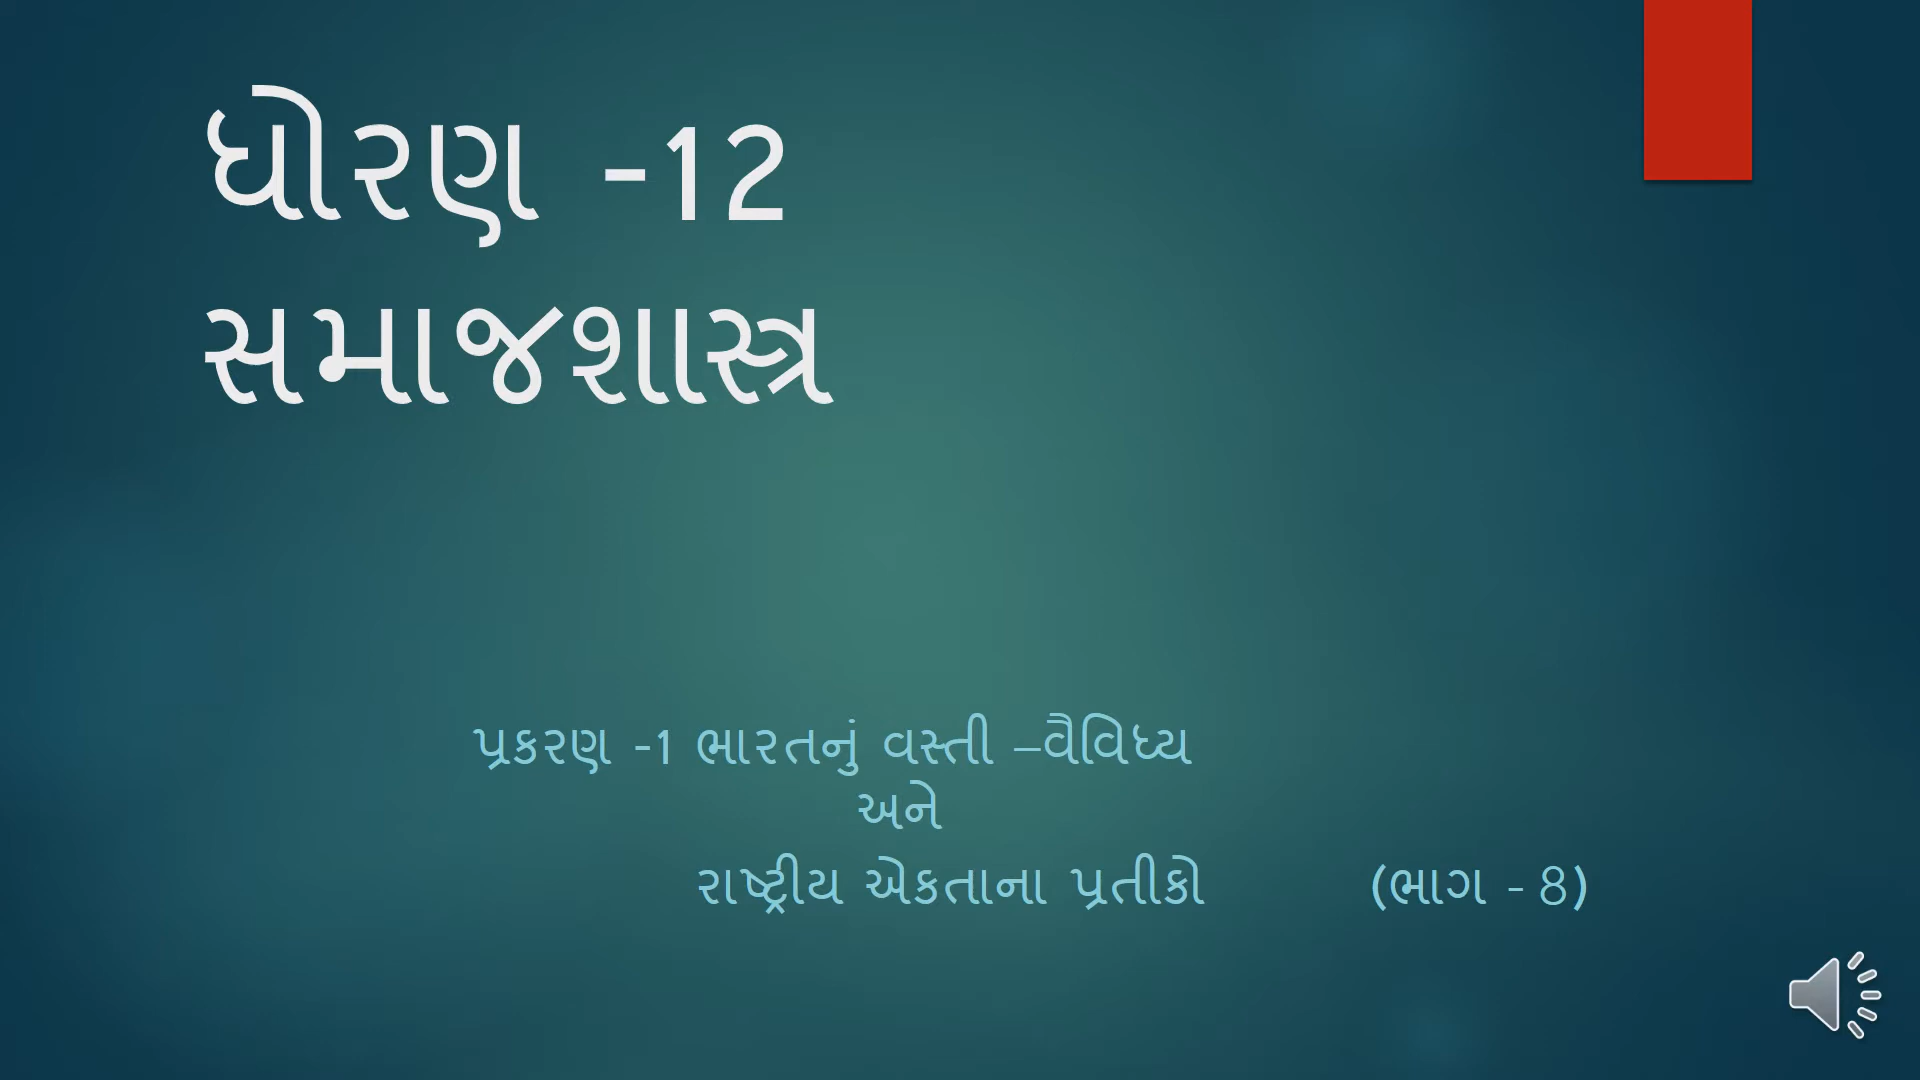 ધોરણ -12
સમાજશાસ્ત્ર
પ્રકરણ -1 ભારતનું વસ્તી –વૈવિધ્ય
અને
રાષ્ટ્રીય એકતાના પ્રતીકો (ભાગ - 8)